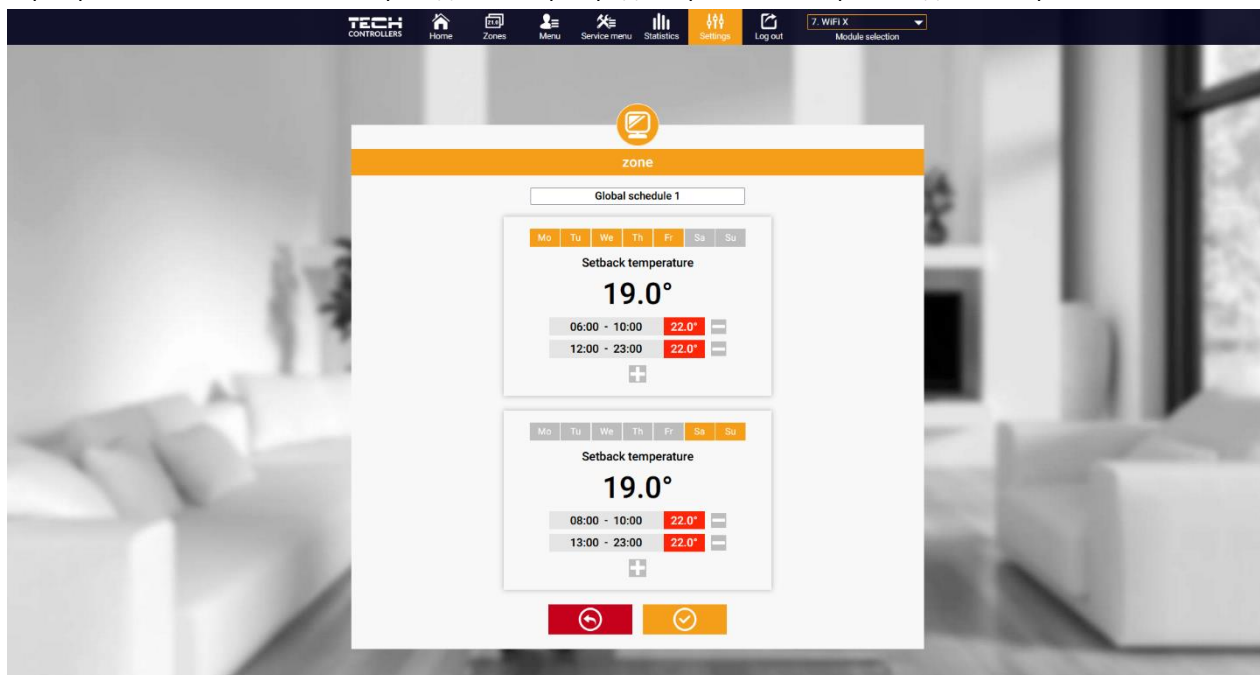 TECH CONTROLLERS
Home
Zones
Menu
Service menu
Statistics
Settings
Log out
7. WiFi X
Module selection
zone
Global schedule 1
Mo Tu We Th Fr Sa Su
Setback temperature
19.0°
06:00 - 10:00 22.0°
12:00 - 23:00 22.0°
Mo Tu We Th Fr Sa Su
Setback temperature
19.0°
08:00 - 10:00 22.0°
13:00 - 23:00 22.0°